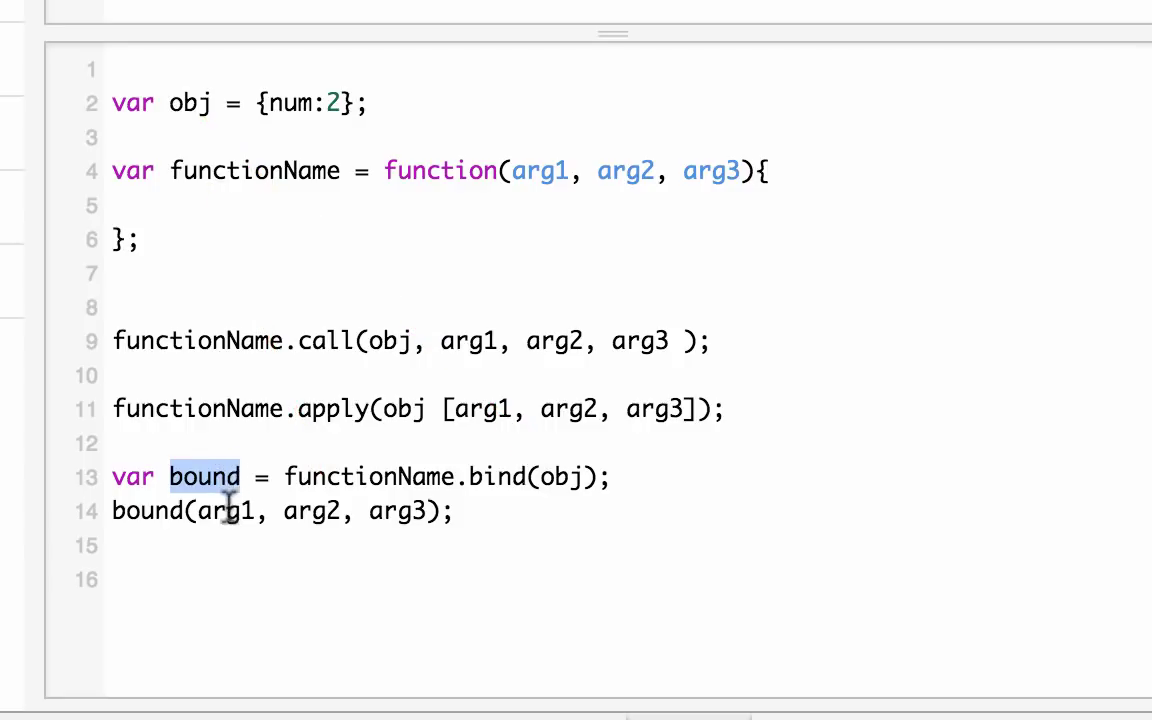 1
2 var obj = {num:2};
3
4 var functionName = function(arg1, arg2, arg3){
5
6 };
7
8
9 functionName.call(obj, arg1, arg2, arg3 );
10
11 functionName.apply(obj [arg1, arg2, arg3]);
12
13 var bound = functionName.bind(obj);
14 bound(arg1, arg2, arg3);
15
16